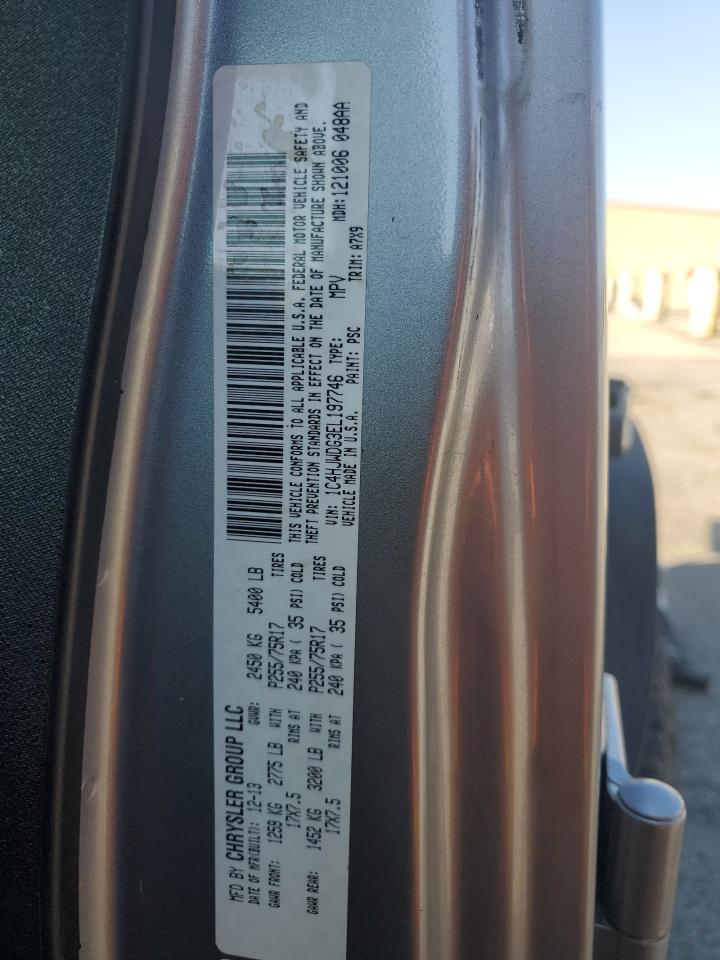 MFD BY CHRYSLER GROUP LLC
DATE OF MFR(BUILT): 12-13 GVWR: 2450 KG 5400 LB
GAWR FRONT: 1259 KG 2775 LB WITH P255/75R17 TIRES
17X7.5 RIMS AT 240 KPA ( 35 PSI) COLD
GAWR REAR: 1452 KG 3200 LB WITH P255/75R17 TIRES
17X7.5 RIMS AT 240 KPA ( 35 PSI) COLD
THIS VEHICLE CONFORMS TO ALL APPLICABLE U.S.A. FEDERAL MOTOR VEHICLE SAFETY AND
THEFT PREVENTION STANDARDS IN EFFECT ON THE DATE OF MANUFACTURE SHOWN ABOVE.
VIN: 1C4HJWDG3EL197746 TYPE: MPV MDH:121006 048AA
VEHICLE MADE IN U.S.A. PAINT: PSC TRIM: A7X9